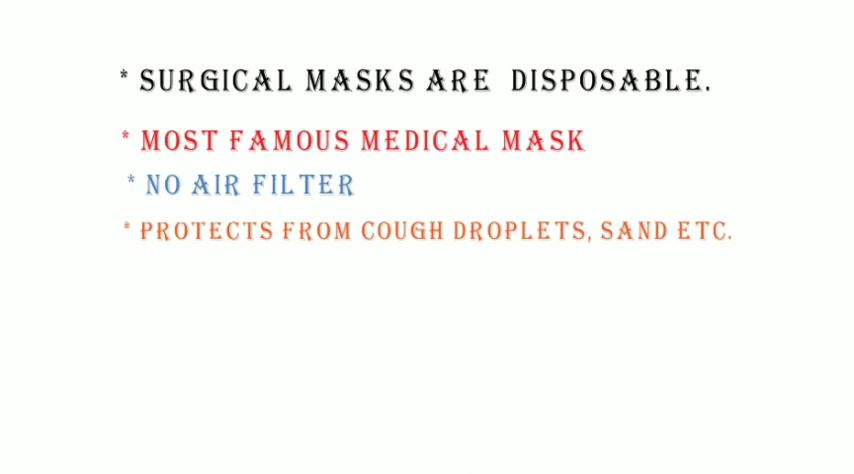 * SURGICAL MASKS ARE DISPOSABLE.
* MOST FAMOUS MEDICAL MASK
* NO AIR FILTER
* PROTECTS FROM COUGH DROPLETS, SAND ETC.